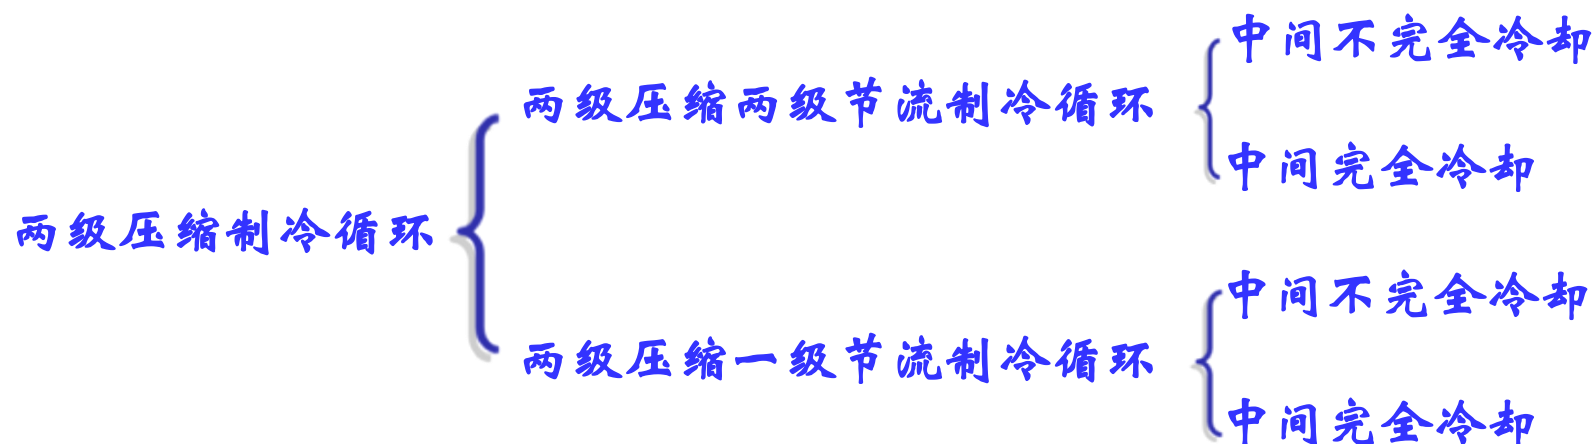 中间不完全冷却
两级压缩两级节流制冷循环
中间完全冷却
两级压缩制冷循环
中间不完全冷却
两级压缩一级节流制冷循环
中间完全冷却